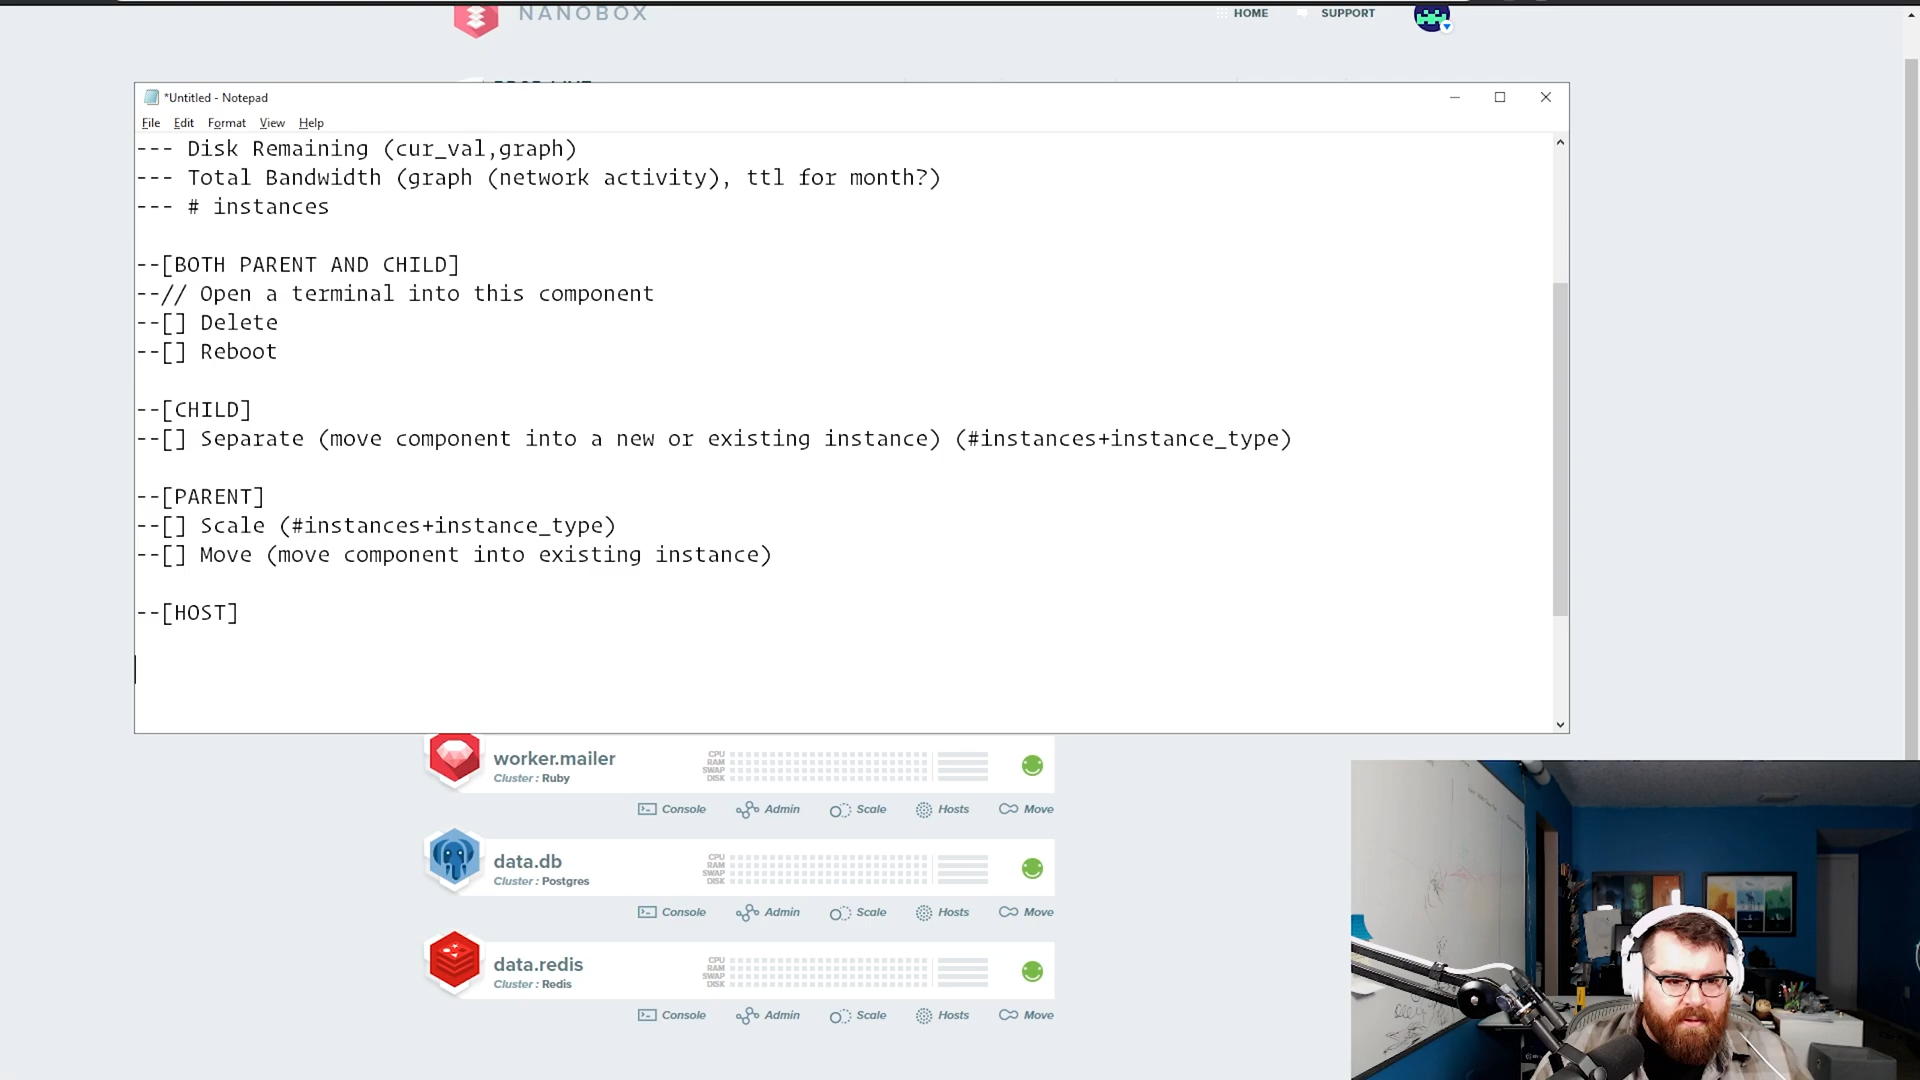 NANOBOX
HOME
SUPPORT
*Untitled - Notepad
File Edit Format View Help
--- Disk Remaining (cur_val,graph)
--- Total Bandwidth (graph (network activity), ttl for month?)
--- # instances
--[BOTH PARENT AND CHILD]
--// Open a terminal into this component
--[] Delete
--[] Reboot
--[CHILD]
--[] Separate (move component into a new or existing instance) (#instances+instance_type)
--[PARENT]
--[] Scale (#instances+instance_type)
--[] Move (move component into existing instance)
--[HOST]
worker.mailer
Cluster : Ruby
CPU
RAM
SWAP
DISK
Console Admin Scale Hosts Move
data.db
Cluster : Postgres
CPU
RAM
SWAP
DISK
Console Admin Scale Hosts Move
data.redis
Cluster : Redis
CPU
RAM
SWAP
DISK
Console Admin Scale Hosts Move